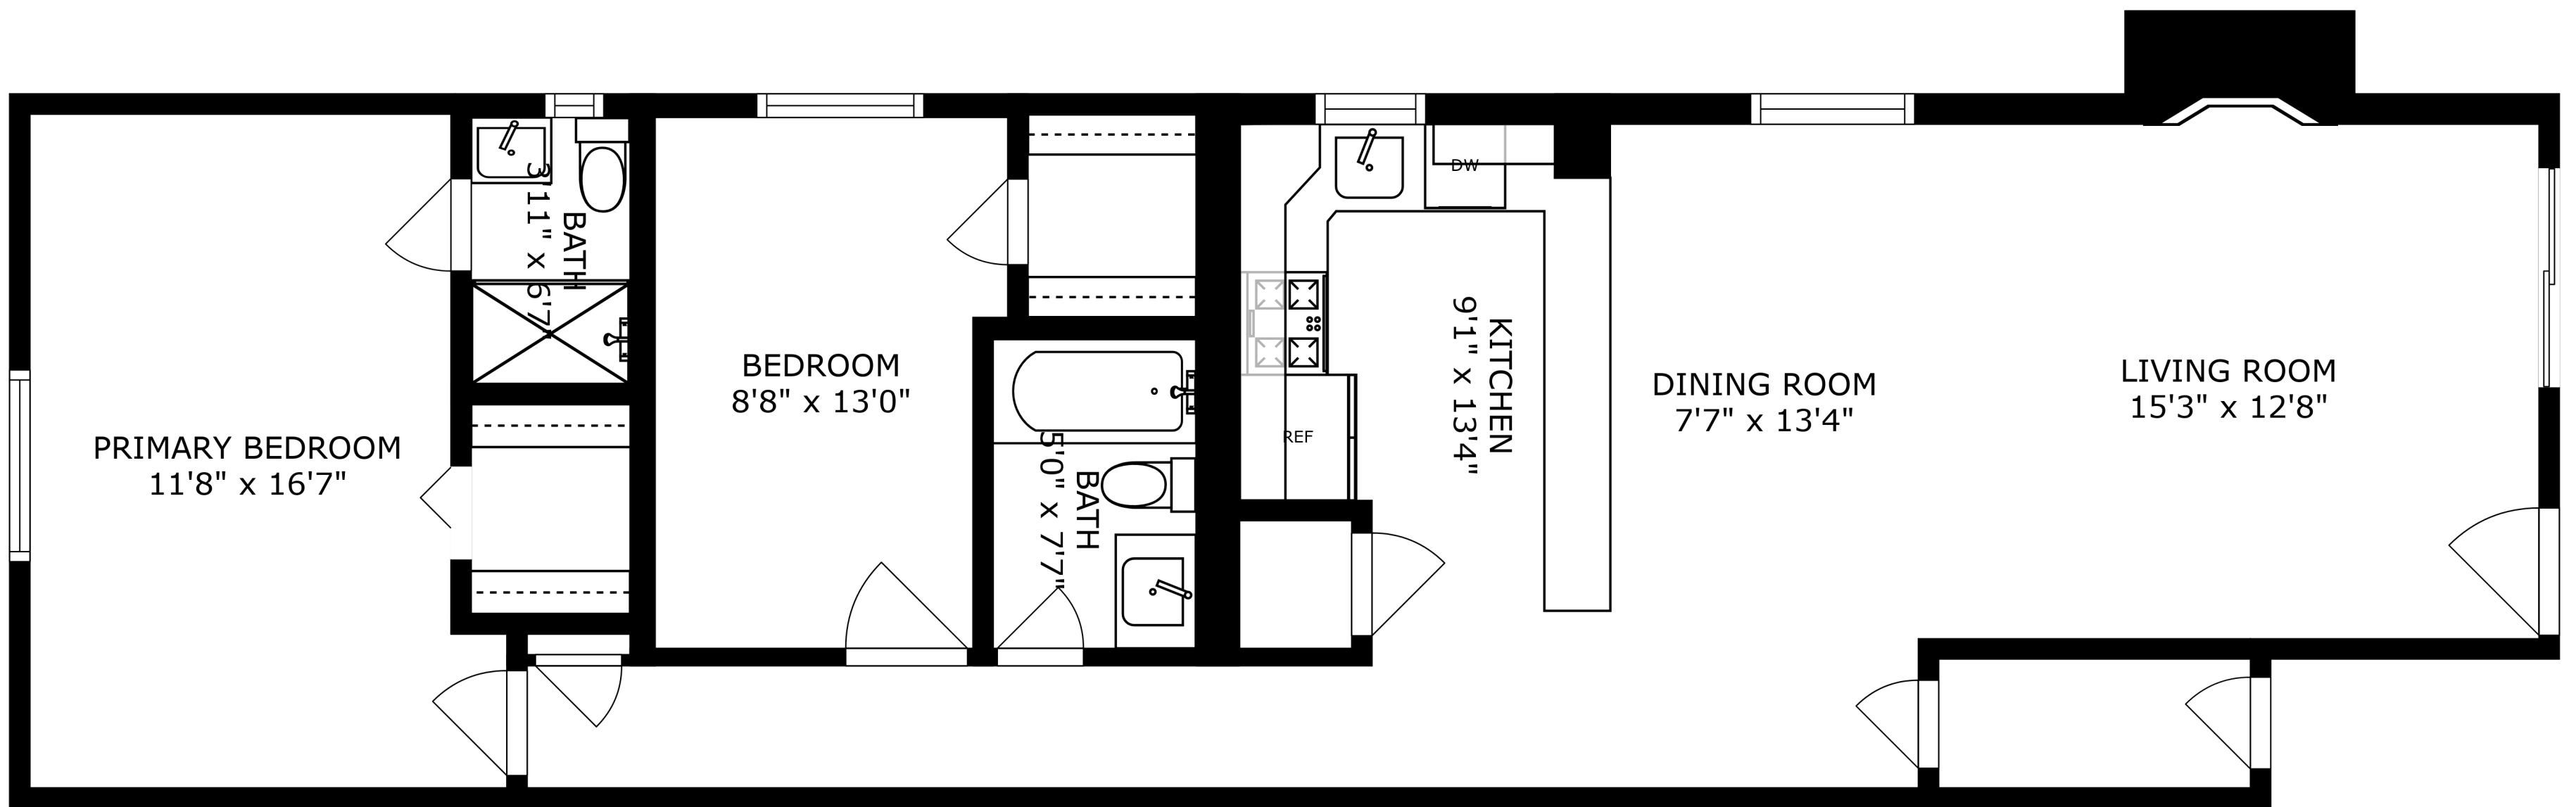 PRIMARY BEDROOM
11'8" x 16'7"
BATH
3'11" x 6'7"
BEDROOM
8'8" x 13'0"
BATH
5'0" x 7'7"
KITCHEN
9'1" x 13'4"
DW
REF
DINING ROOM
7'7" x 13'4"
LIVING ROOM
15'3" x 12'8"